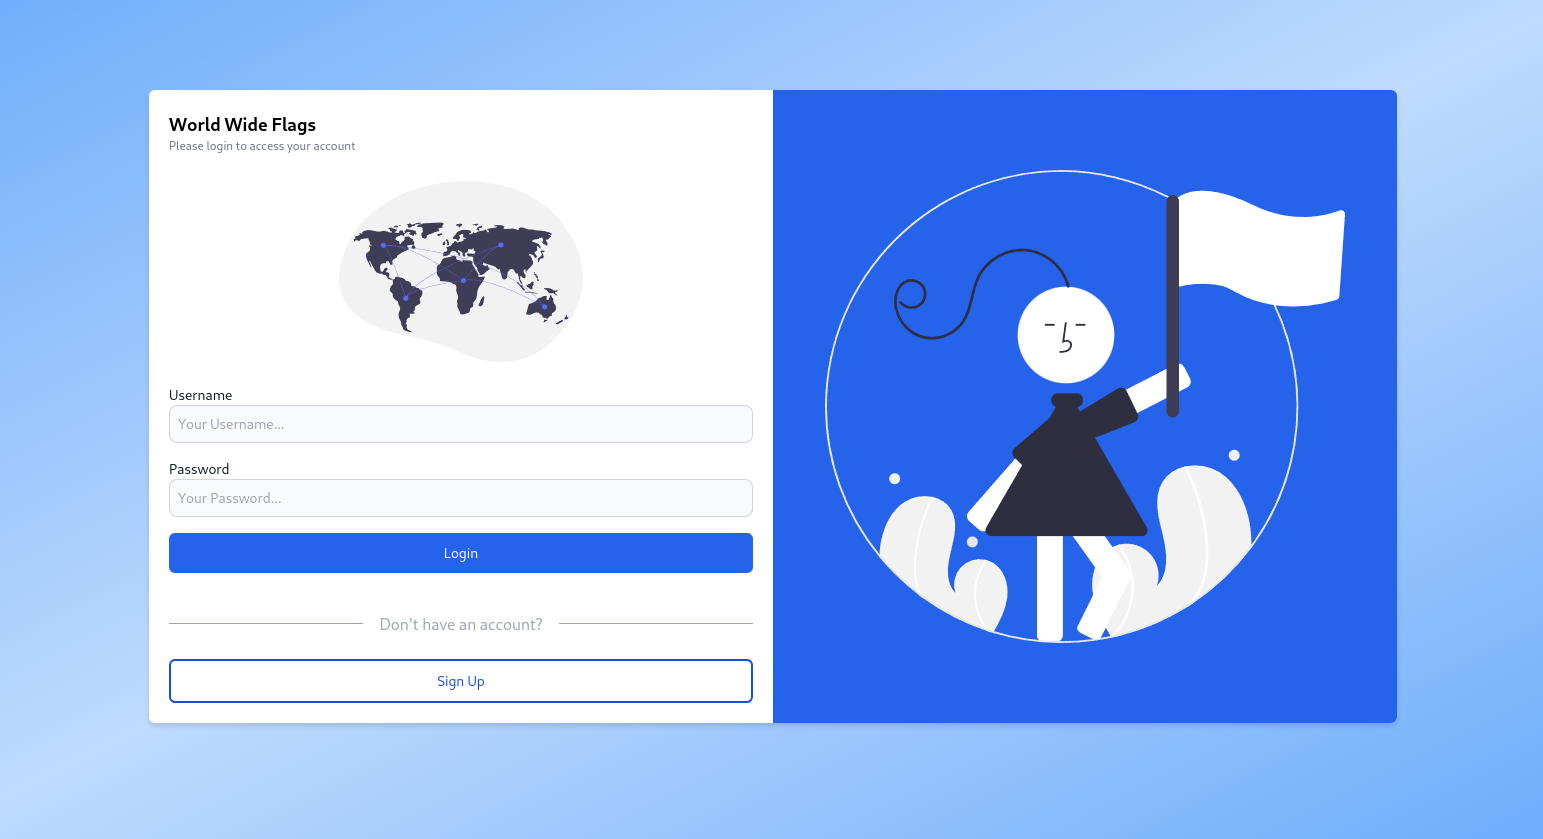 World Wide Flags
Please login to access your account
Username
Your Username...
Password
Your Password...
Login
Don't have an account?
Sign Up